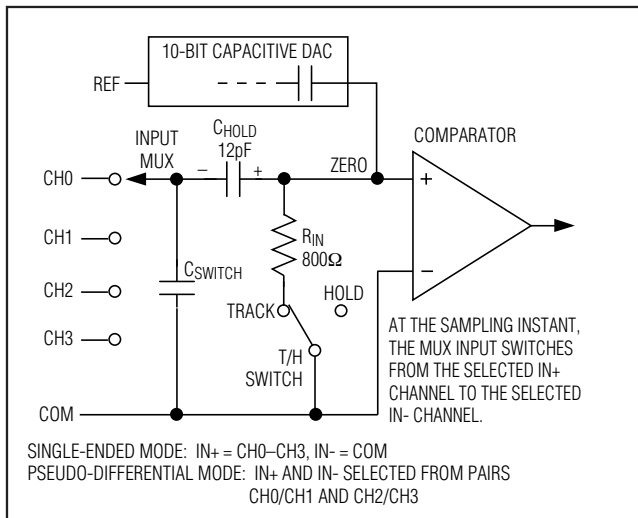 10-BIT CAPACITIVE DAC
REF
INPUT
MUX
CHOLD
12pF
– +
ZERO
COMPARATOR
+
–
CH0
CH1
CH2
CH3
COM
CSWITCH
RIN
800Ω
TRACK
HOLD
T/H
SWITCH
AT THE SAMPLING INSTANT,
THE MUX INPUT SWITCHES
FROM THE SELECTED IN+
CHANNEL TO THE SELECTED
IN- CHANNEL.
SINGLE-ENDED MODE: IN+ = CH0–CH3, IN- = COM
PSEUDO-DIFFERENTIAL MODE: IN+ AND IN- SELECTED FROM PAIRS
CH0/CH1 AND CH2/CH3